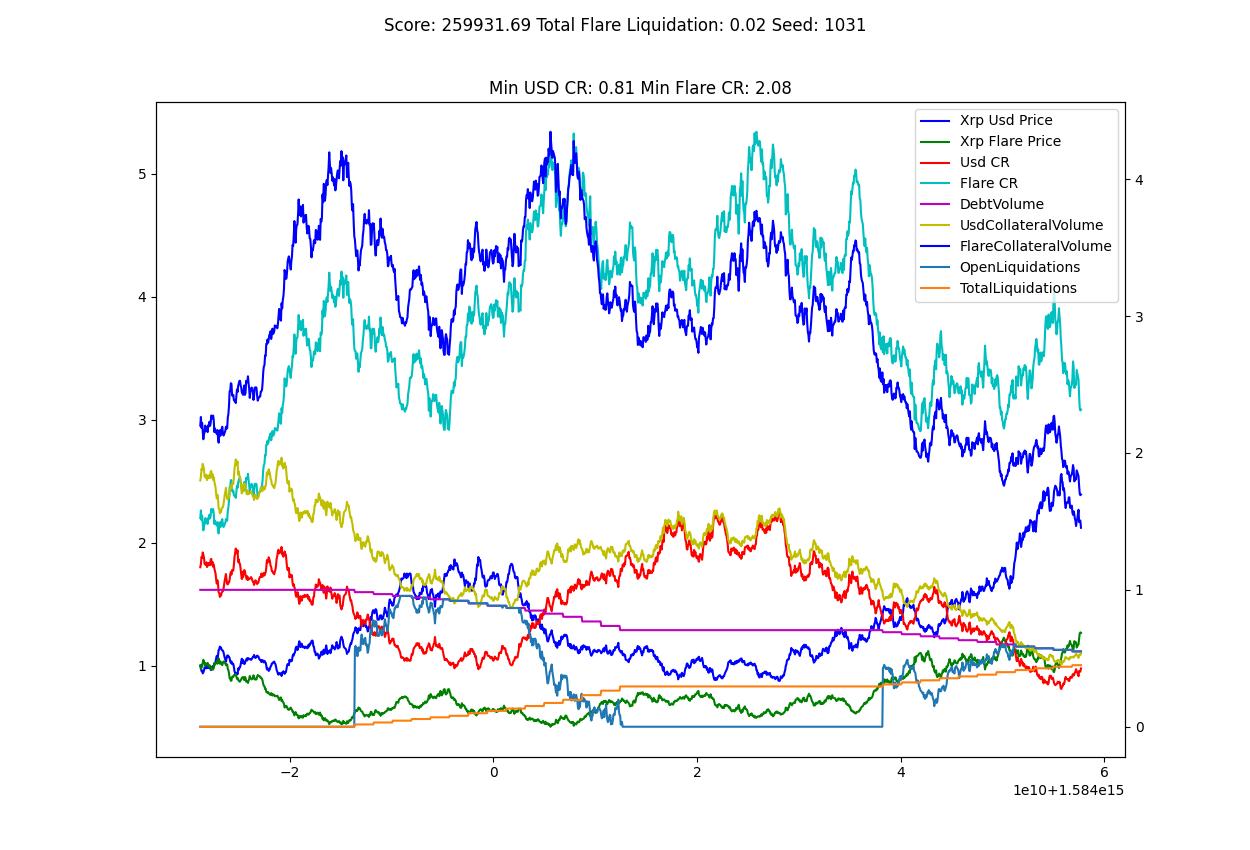 Score: 259931.69 Total Flare Liquidation: 0.02 Seed: 1031
Min USD CR: 0.81 Min Flare CR: 2.08
Xrp Usd Price
Xrp Flare Price
Usd CR
Flare CR
DebtVolume
UsdCollateralVolume
FlareCollateralVolume
OpenLiquidations
TotalLiquidations
5
4
3
2
1
4
3
2
1
0
−2
0
2
4
6
1e10+1.584e15